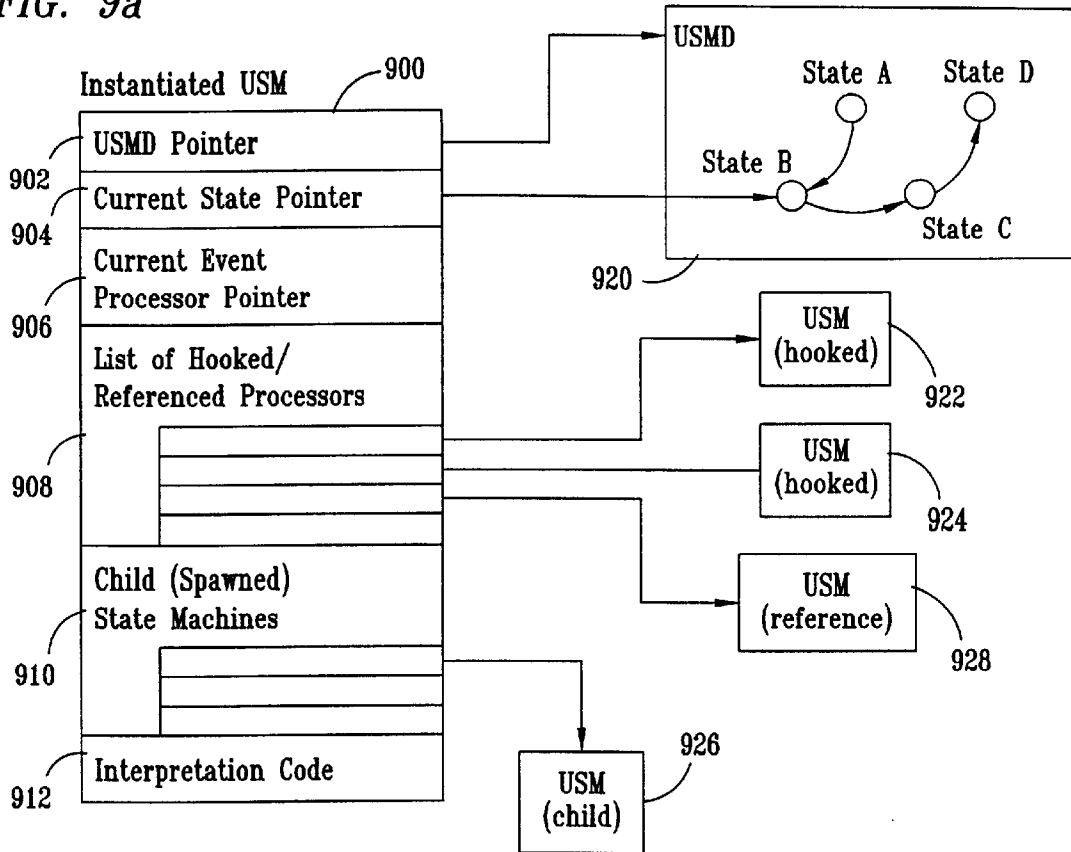 FIG. 9a
Instantiated USM
900
USMD Pointer
902
Current State Pointer
904
Current Event
Processor Pointer
906
List of Hooked/
Referenced Processors
908
Child (Spawned)
State Machines
910
Interpretation Code
912
USMD
State A
State D
State B
State C
920
USM
(hooked)
922
USM
(hooked)
924
USM
(reference)
928
USM
(child)
926